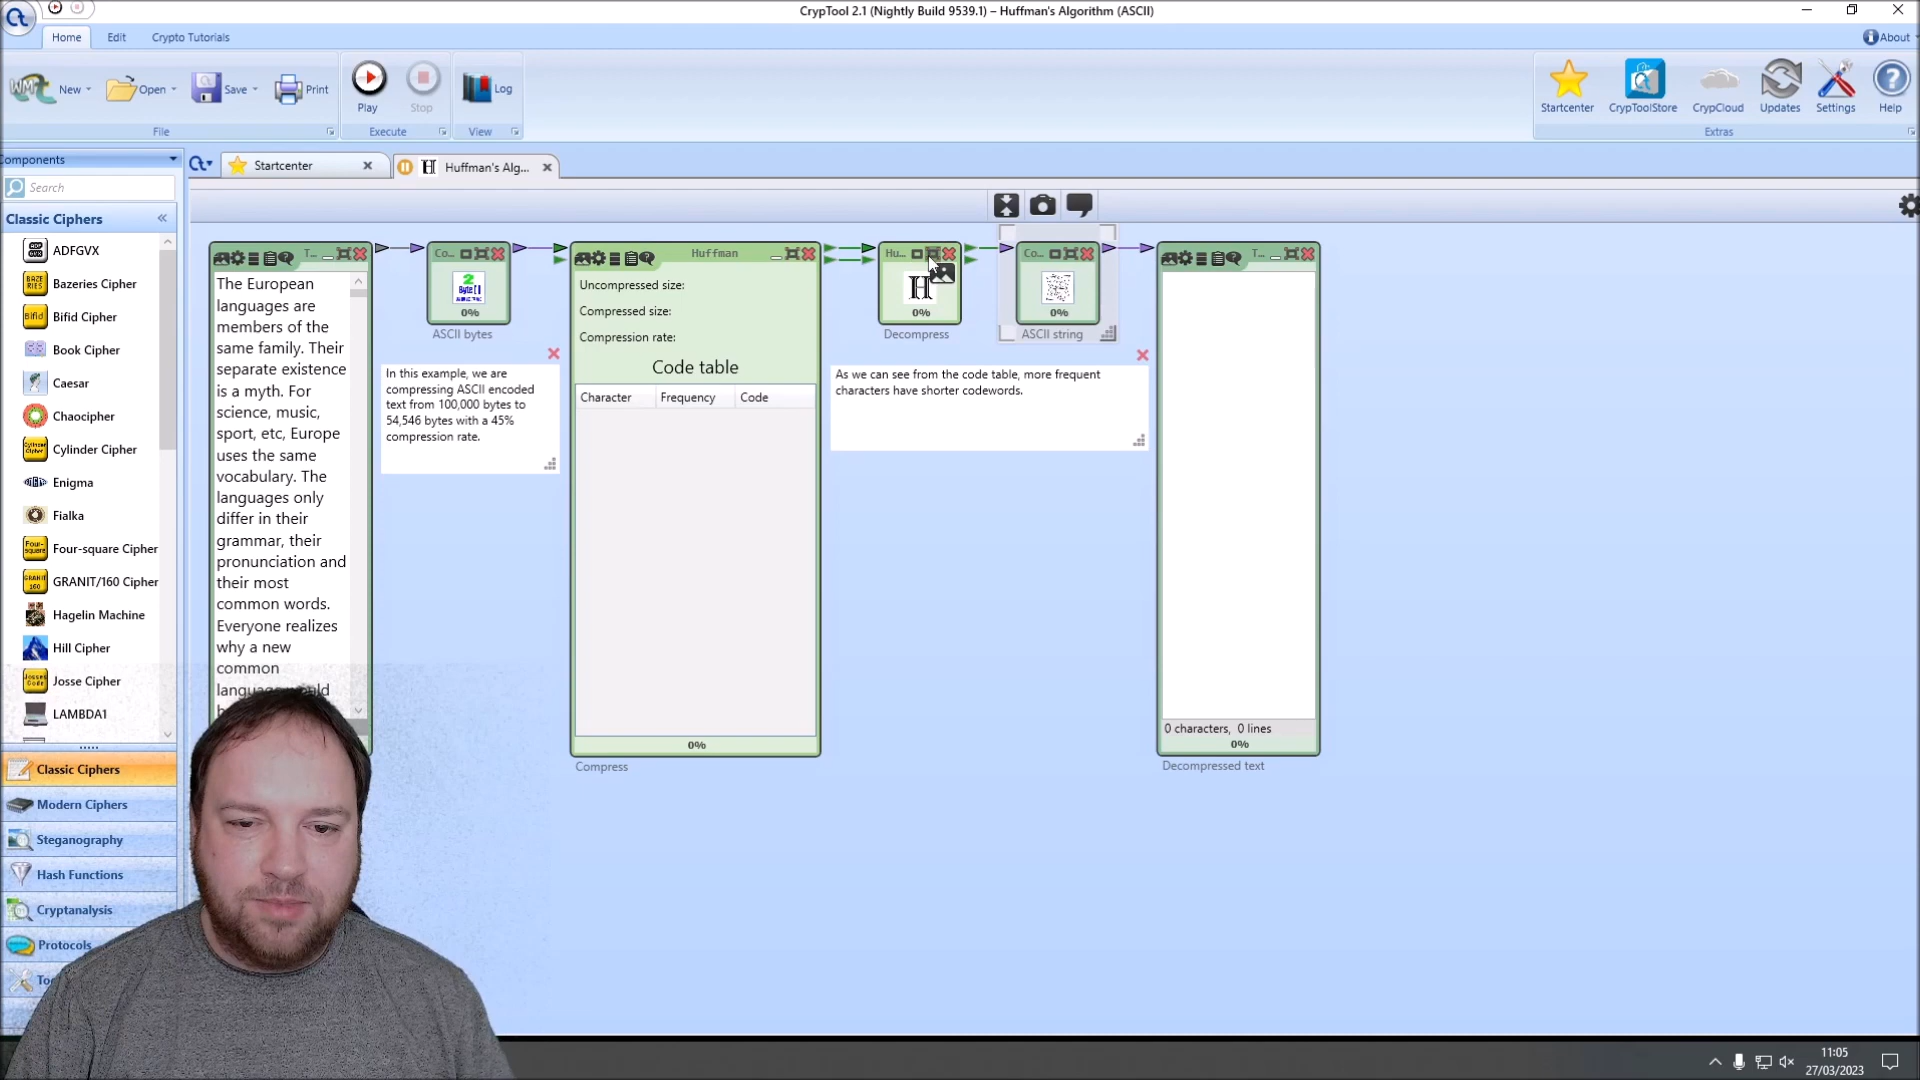 CrypTool 2.1 (Nightly Build 9539.1) – Huffman's Algorithm (ASCII)
Home Edit Crypto Tutorials About
New Open Save Print Play Stop Log
Startcenter CrypToolStore CrypCloud Updates Settings Help
File Execute View Extras
Components
Startcenter
Huffman's Alg...
Search
Classic Ciphers
ADFGVX
Bazeries Cipher
Bifid Cipher
Book Cipher
Caesar
Chaocipher
Cylinder Cipher
Enigma
Fialka
Four-square Cipher
GRANIT/160 Cipher
Hagelin Machine
Hill Cipher
Josse Cipher
LAMBDA1
Classic Ciphers
Modern Ciphers
Steganography
Hash Functions
Cryptanalysis
Protocols
T...
The European
languages are
members of the
same family. Their
separate existence
is a myth. For
science, music,
sport, etc, Europe
uses the same
vocabulary. The
languages only
differ in their
grammar, their
pronunciation and
their most
common words.
Everyone realizes
why a new
common
Co...
0%
ASCII bytes
In this example, we are
compressing ASCII encoded
text from 100,000 bytes to
54,546 bytes with a 45%
compression rate.
Huffman
Uncompressed size:
Compressed size:
Compression rate:
Code table
Character Frequency Code
0%
Compress
Hu...
H
0%
Decompress
Co...
0%
ASCII string
As we can see from the code table, more frequent
characters have shorter codewords.
T...
0 characters, 0 lines
0%
Decompressed text
11:05
27/03/2023